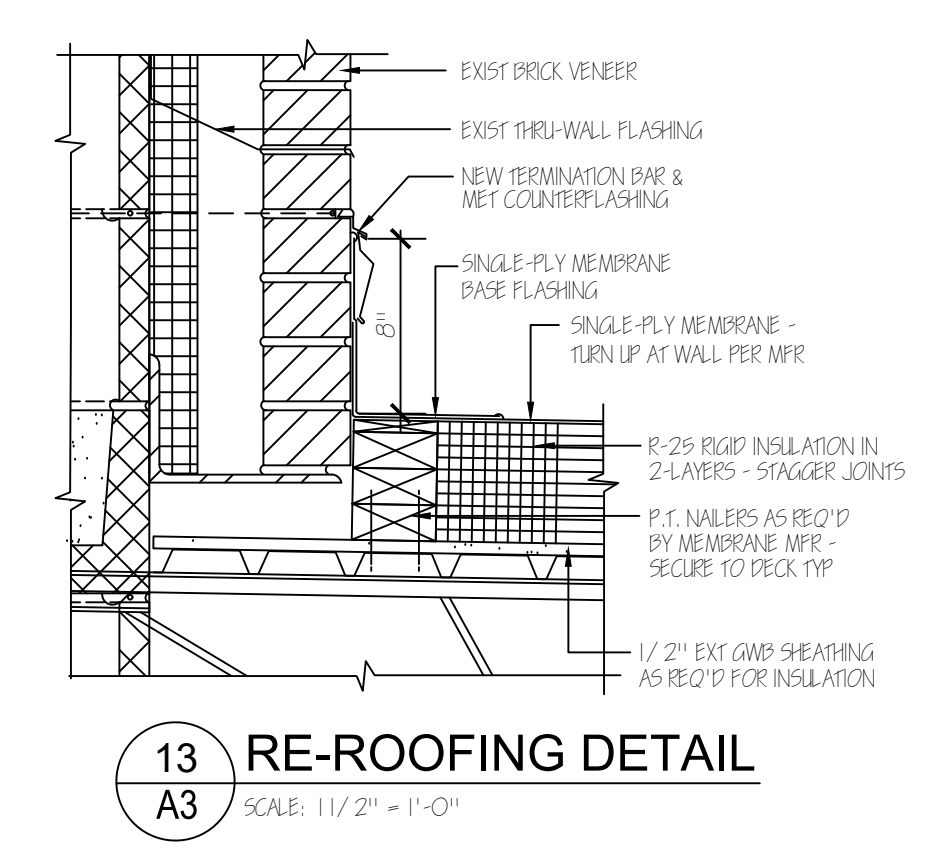 EXIST BRICK VENEER
EXIST THRU-WALL FLASHING
NEW TERMINATION BAR &
MET COUNTERFLASHING
SINGLE-PLY MEMBRANE
BASE FLASHING
8"
SINGLE-PLY MEMBRANE -
TURN UP AT WALL PER MFR
R-25 RIGID INSULATION IN
2-LAYERS - STAGGER JOINTS
P.T. NAILERS AS REQ'D
BY MEMBRANE MFR -
SECURE TO DECK TYP
1/2" EXT GWB SHEATHING
AS REQ'D FOR INSULATION
13
A3
RE-ROOFING DETAIL
SCALE: 1 1/2" = 1'-0"